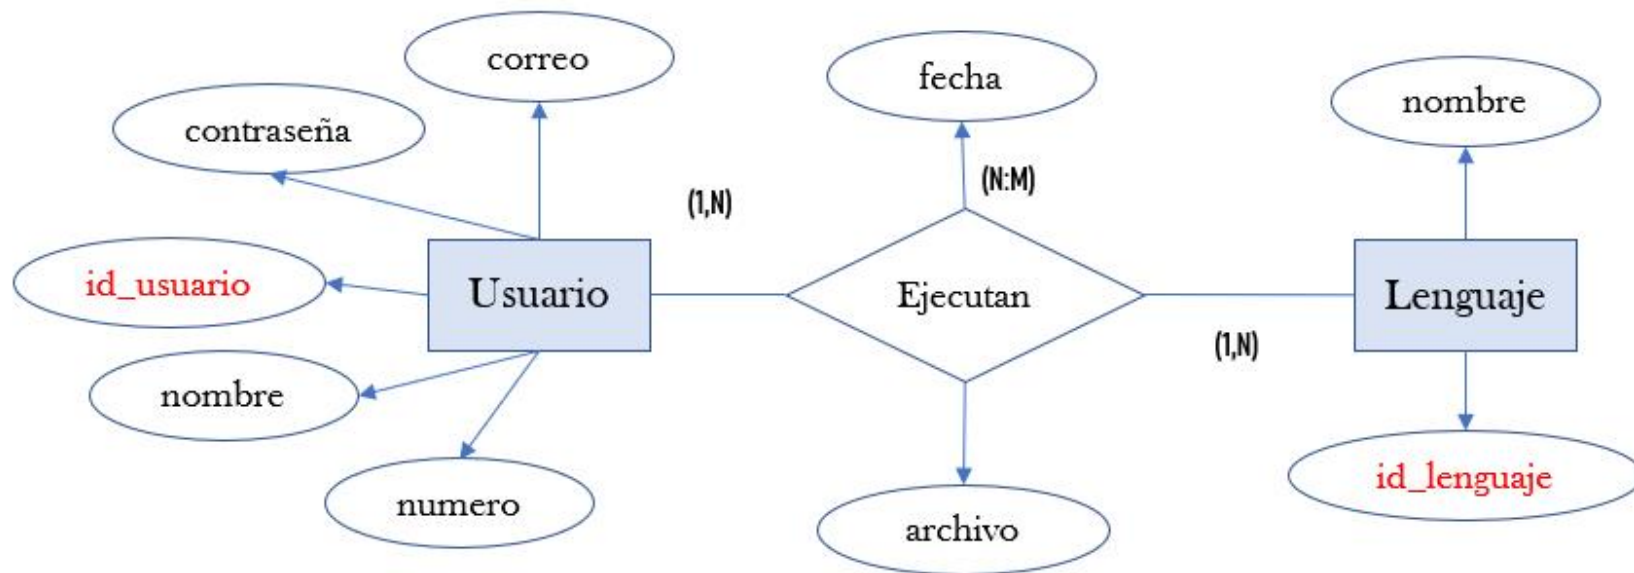 correo
fecha
nombre
contraseña
(1,N)
(N:M)
id_usuario
Usuario
Ejecutan
Lenguaje
(1,N)
nombre
id_lenguaje
numero
archivo